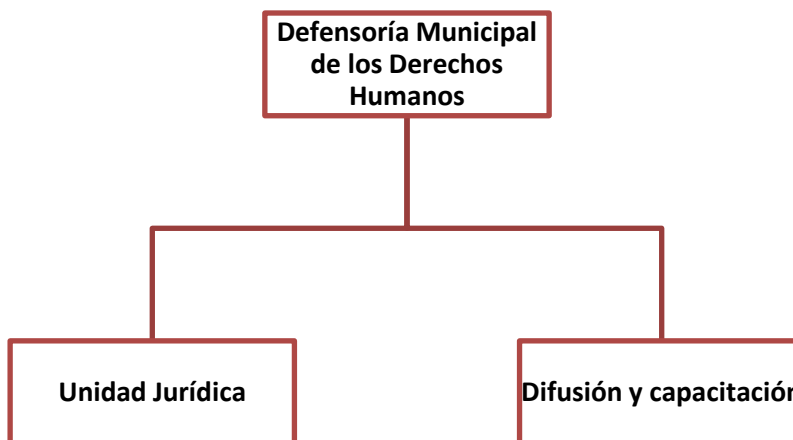 Defensoría Municipal
de los Derechos
Humanos
Unidad Jurídica
Difusión y capacitación